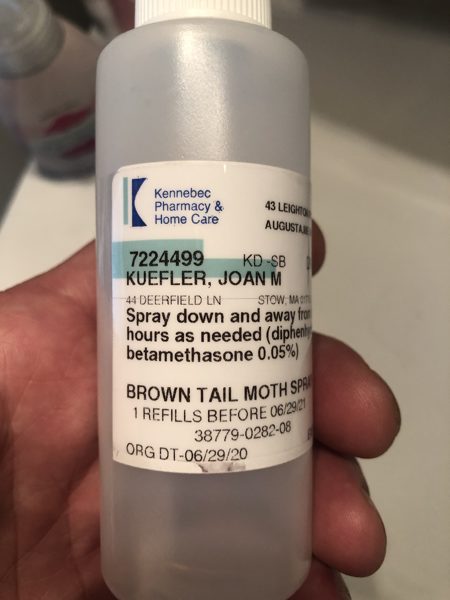 Kennebec
Pharmacy &
Home Care
43 LEIGHTON
AUGUSTA,
7224499 KD -SB
KUEFLER, JOAN M
44 DEERFIELD LN STOW, MA
Spray down and away from
hours as needed
betamethasone 0.05%)
BROWN TAIL MOTH SPRAY
1 REFILLS BEFORE 06/29/21
38779-0282-08
ORG DT-06/29/20